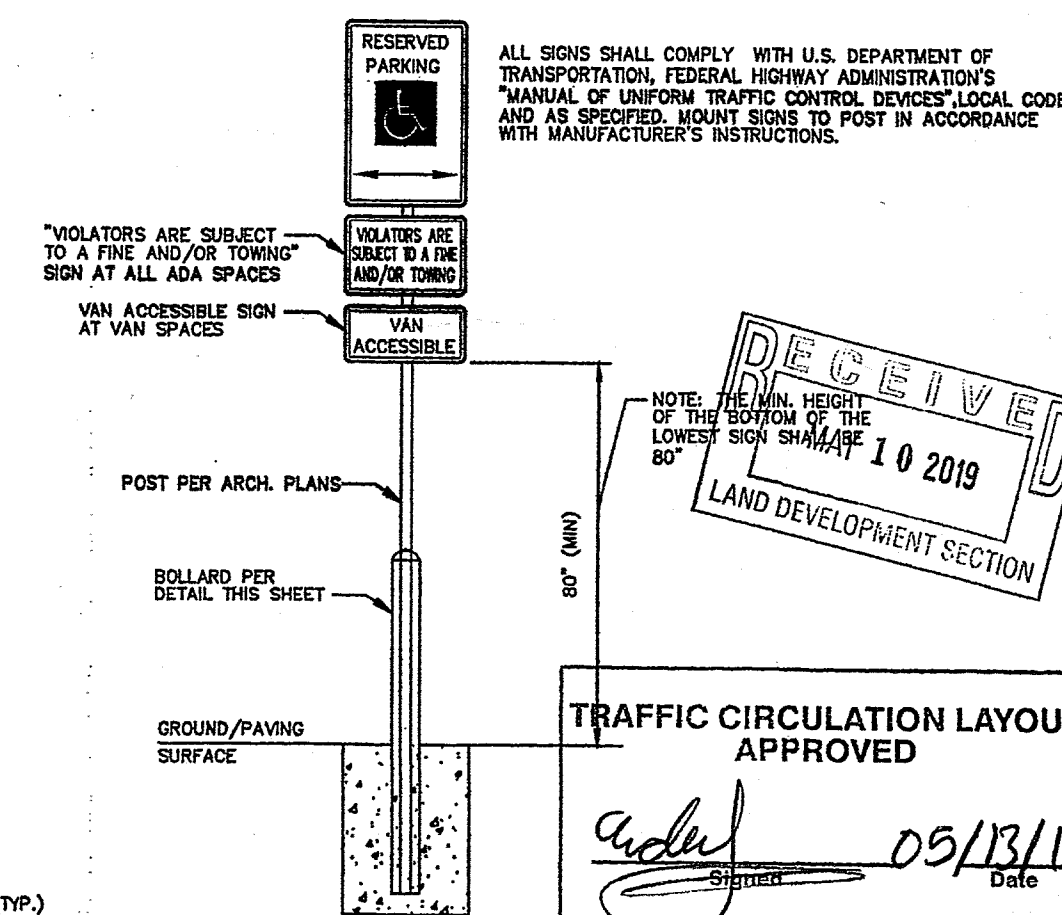 RESERVED
PARKING
ALL SIGNS SHALL COMPLY WITH U.S. DEPARTMENT OF
TRANSPORTATION, FEDERAL HIGHWAY ADMINISTRATION'S
"MANUAL OF UNIFORM TRAFFIC CONTROL DEVICES",LOCAL CODE
AND AS SPECIFIED. MOUNT SIGNS TO POST IN ACCORDANCE
WITH MANUFACTURER'S INSTRUCTIONS.
"VIOLATORS ARE SUBJECT
TO A FINE AND/OR TOWING"
SIGN AT ALL ADA SPACES
VIOLATORS ARE
SUBJECT TO A FINE
AND/OR TOWING
VAN ACCESSIBLE SIGN
AT VAN SPACES
VAN
ACCESSIBLE
NOTE: THE MIN. HEIGHT
OF THE BOTTOM OF THE
LOWEST SIGN SHALL BE
80"
RECEIVED
MAY 10 2019
LAND DEVELOPMENT SECTION
POST PER ARCH. PLANS
80" (MIN)
BOLLARD PER
DETAIL THIS SHEET
GROUND/PAVING
SURFACE
TRAFFIC CIRCULATION LAYOU
APPROVED
05/13/1
Signed Date
TYP.)